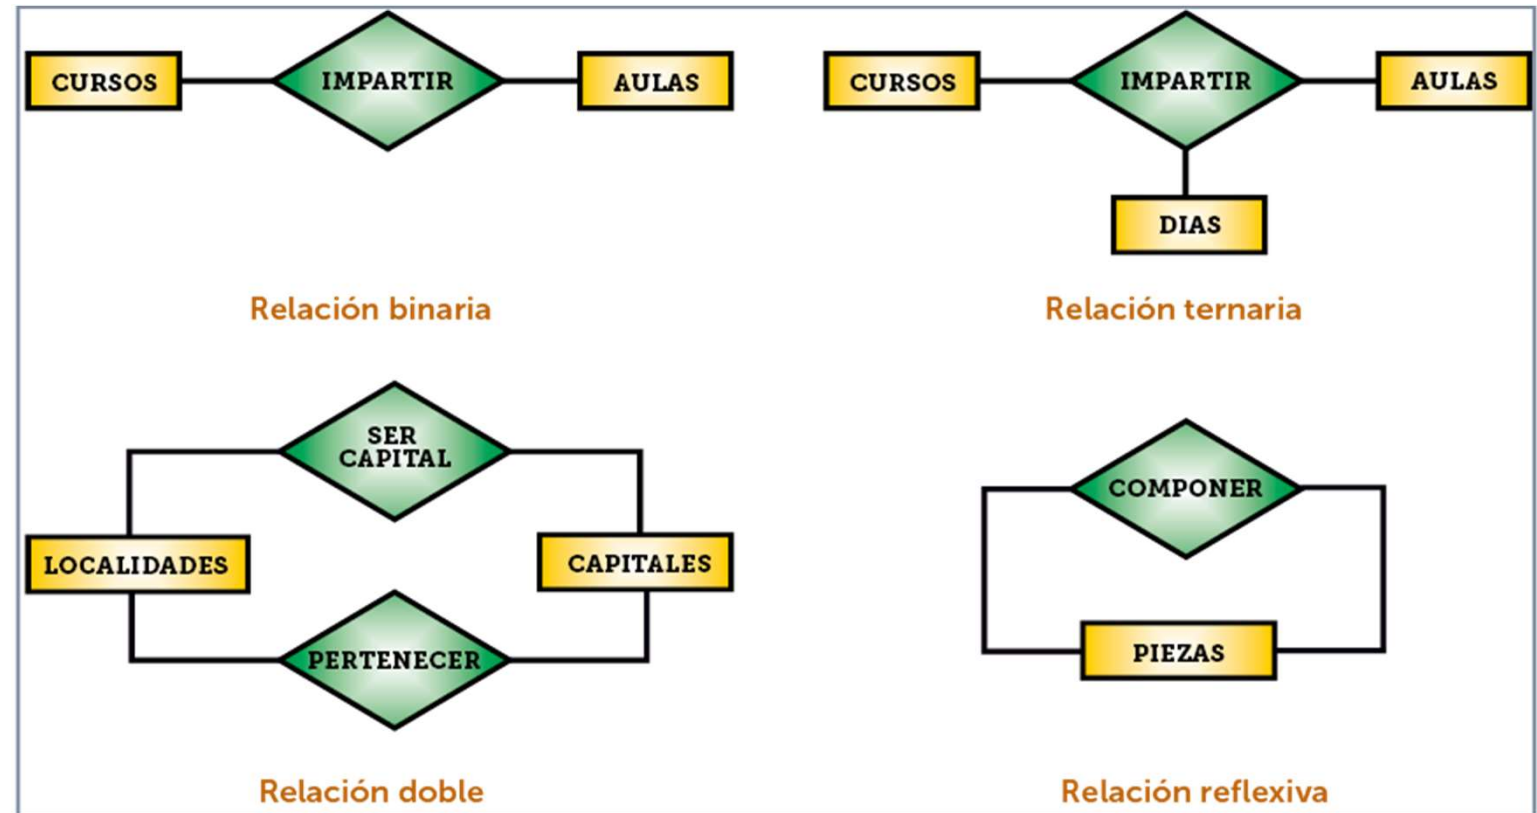 CURSOS
IMPARTIR
AULAS
CURSOS
IMPARTIR
AULAS
DIAS
Relación binaria
Relación ternaria
SER
CAPITAL
LOCALIDADES
CAPITALES
PERTENECER
COMPONER
PIEZAS
Relación doble
Relación reflexiva